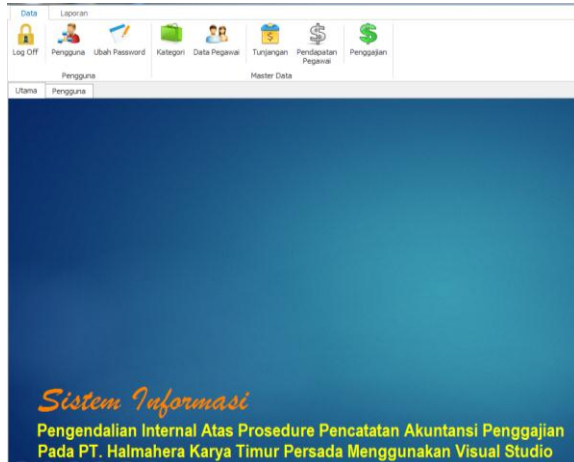 Data Laporan
Log Off Pengguna Ubah Password Kategori Data Pegawai Tunjangan Pendapatan Pegawai Penggajian
Pengguna Master Data
Utama Pengguna
Sistem Informasi
Pengendalian Internal Atas Prosedure Pencatatan Akuntansi Penggajian
Pada PT. Halmahera Karya Timur Persada Menggunakan Visual Studio